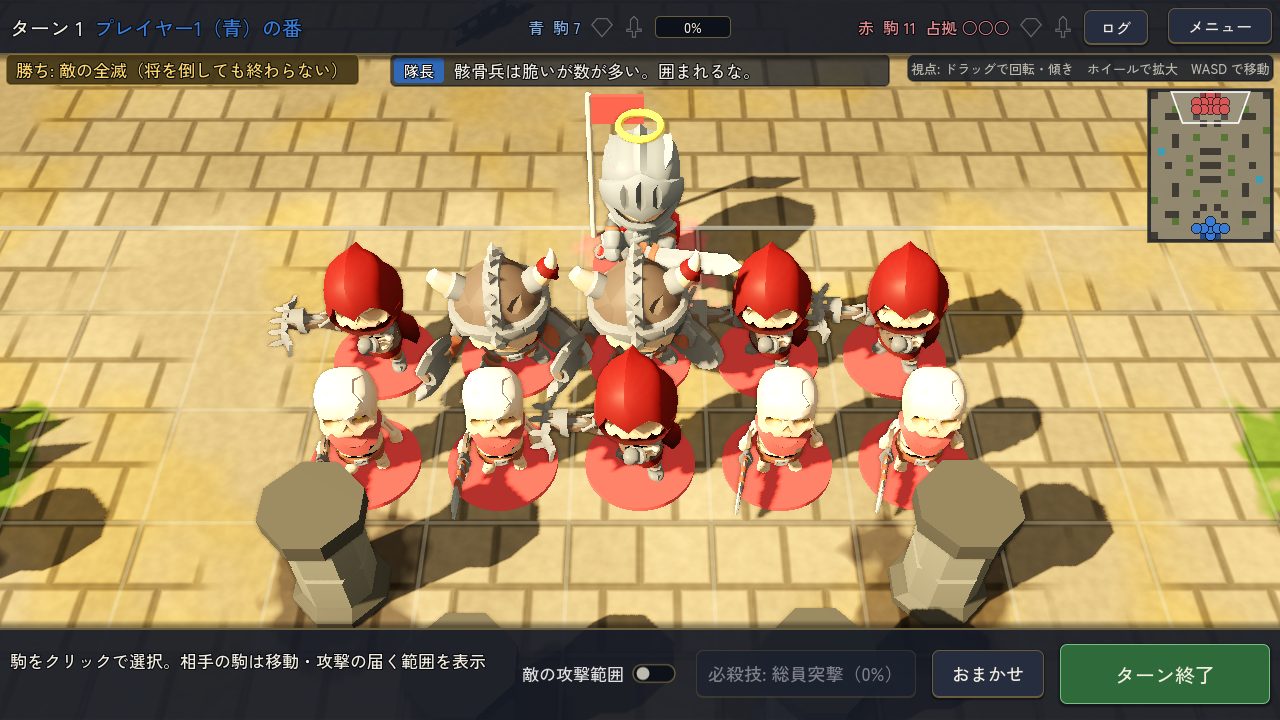 ターン 1 プレイヤー1（青）の番
青 駒 7
0%
赤 駒 11 占拠 〇〇〇
ログ
メニュー
勝ち: 敵の全滅（将を倒しても終わらない）
隊長 骸骨兵は脆いが数が多い。囲まれるな。
視点: ドラッグで回転・傾き ホイールで拡大 WASD で移動
駒をクリックで選択。相手の駒は移動・攻撃の届く範囲を表示
敵の攻撃範囲
必殺技: 総員突撃（0%）
おまかせ
ターン終了